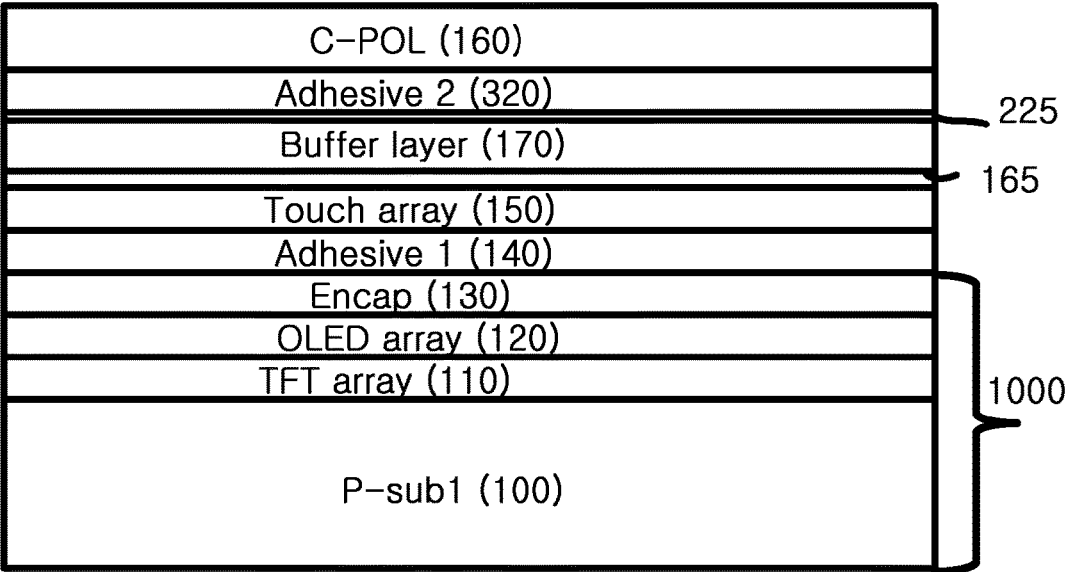 C-POL (160)
Adhesive 2 (320)
225
Buffer layer (170)
165
Touch array (150)
Adhesive 1 (140)
Encap (130)
OLED array (120)
TFT array (110)
1000
P-sub1 (100)